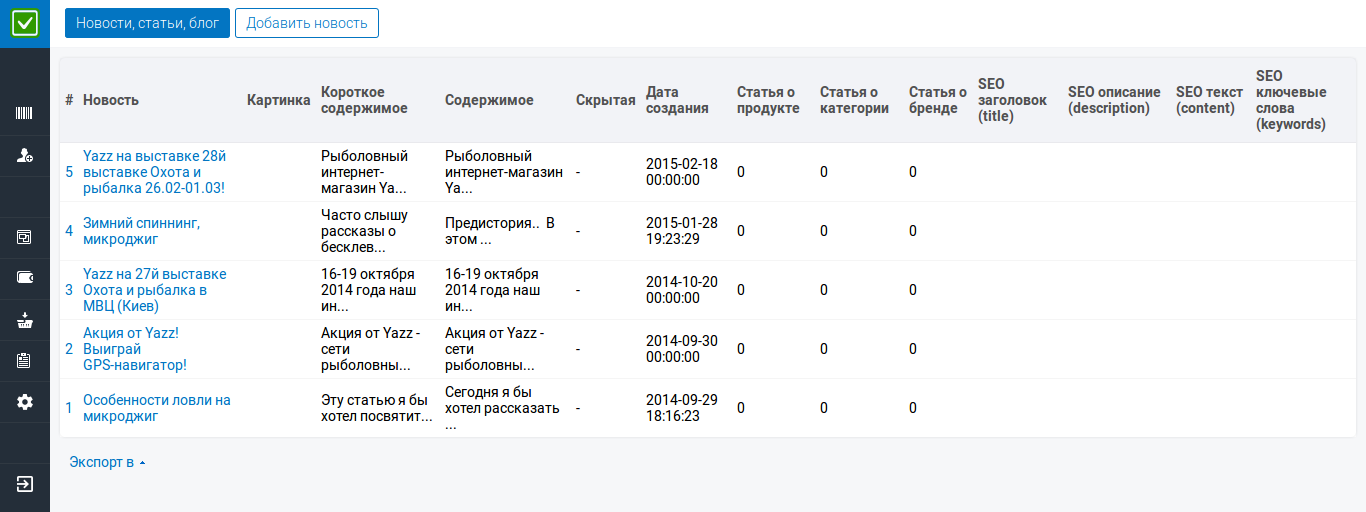 Новости, статьи, блог
Добавить новость
#
Новость
Картинка
Короткое
содержимое
Содержимое
Скрытая
Дата
создания
Статья о
продукте
Статья о
категории
Статья о
бренде
SEO
заголовок
(title)
SEO описание
(description)
SEO текст
(content)
SEO
ключевые
слова
(keywords)
5
Yazz на выставке 28й
выставке Охота и
рыбалка 26.02-01.03!
Рыболовный
интернет-
магазин Ya...
Рыболовный
интернет-магазин
Ya...
-
2015-02-18
00:00:00
0
0
0
4
Зимний спиннинг,
микроджиг
Часто слышу
рассказы о
бесклев...
Предистория.. В
этом ...
-
2015-01-28
19:23:29
0
0
0
3
Yazz на 27й выставке
Охота и рыбалка в
МВЦ (Киев)
16-19 октября
2014 года наш
ин...
16-19 октября
2014 года наш
ин...
-
2014-10-20
00:00:00
0
0
0
2
Акция от Yazz!
Выиграй
GPS-навигатор!
Акция от Yazz -
сети
рыболовны...
Акция от Yazz -
сети
рыболовны...
-
2014-09-30
00:00:00
0
0
0
1
Особенности ловли на
микроджиг
Эту статью я бы
хотел посвятит...
Сегодня я бы
хотел рассказать
...
-
2014-09-29
18:16:23
0
0
0
Экспорт в